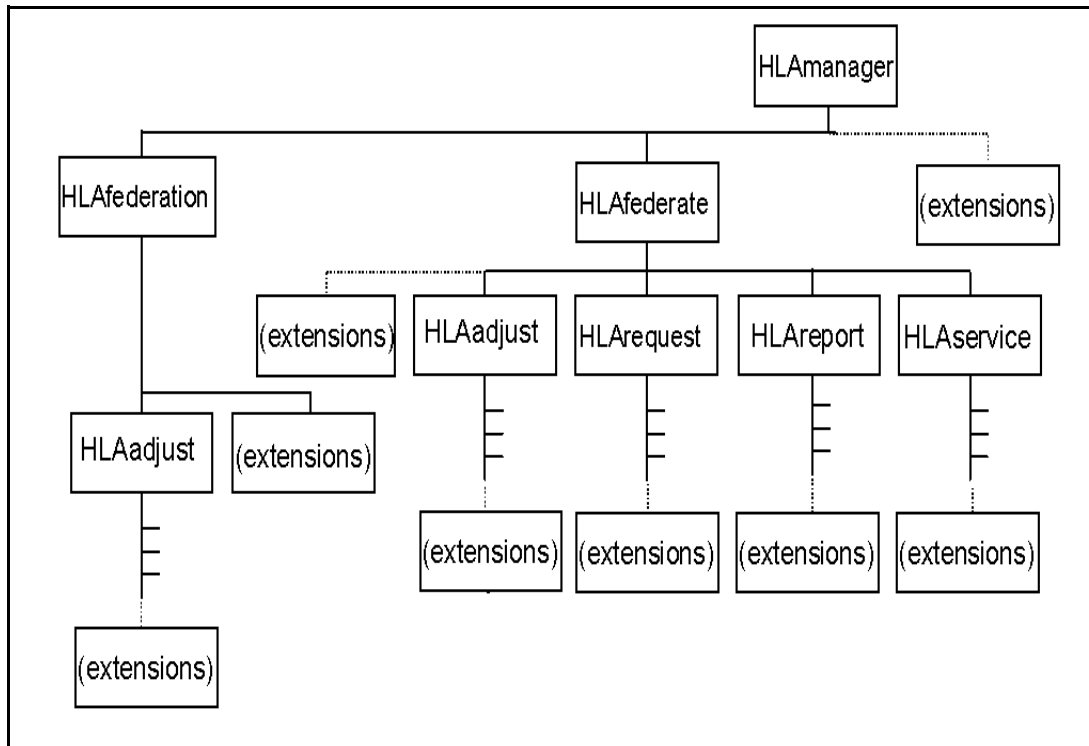 HLAmanager
HLAfederation
HLAfederate
(extensions)
(extensions)
HLAadjust
HLArequest
HLAreport
HLAservice
HLAadjust
(extensions)
(extensions)
(extensions)
(extensions)
(extensions)
(extensions)